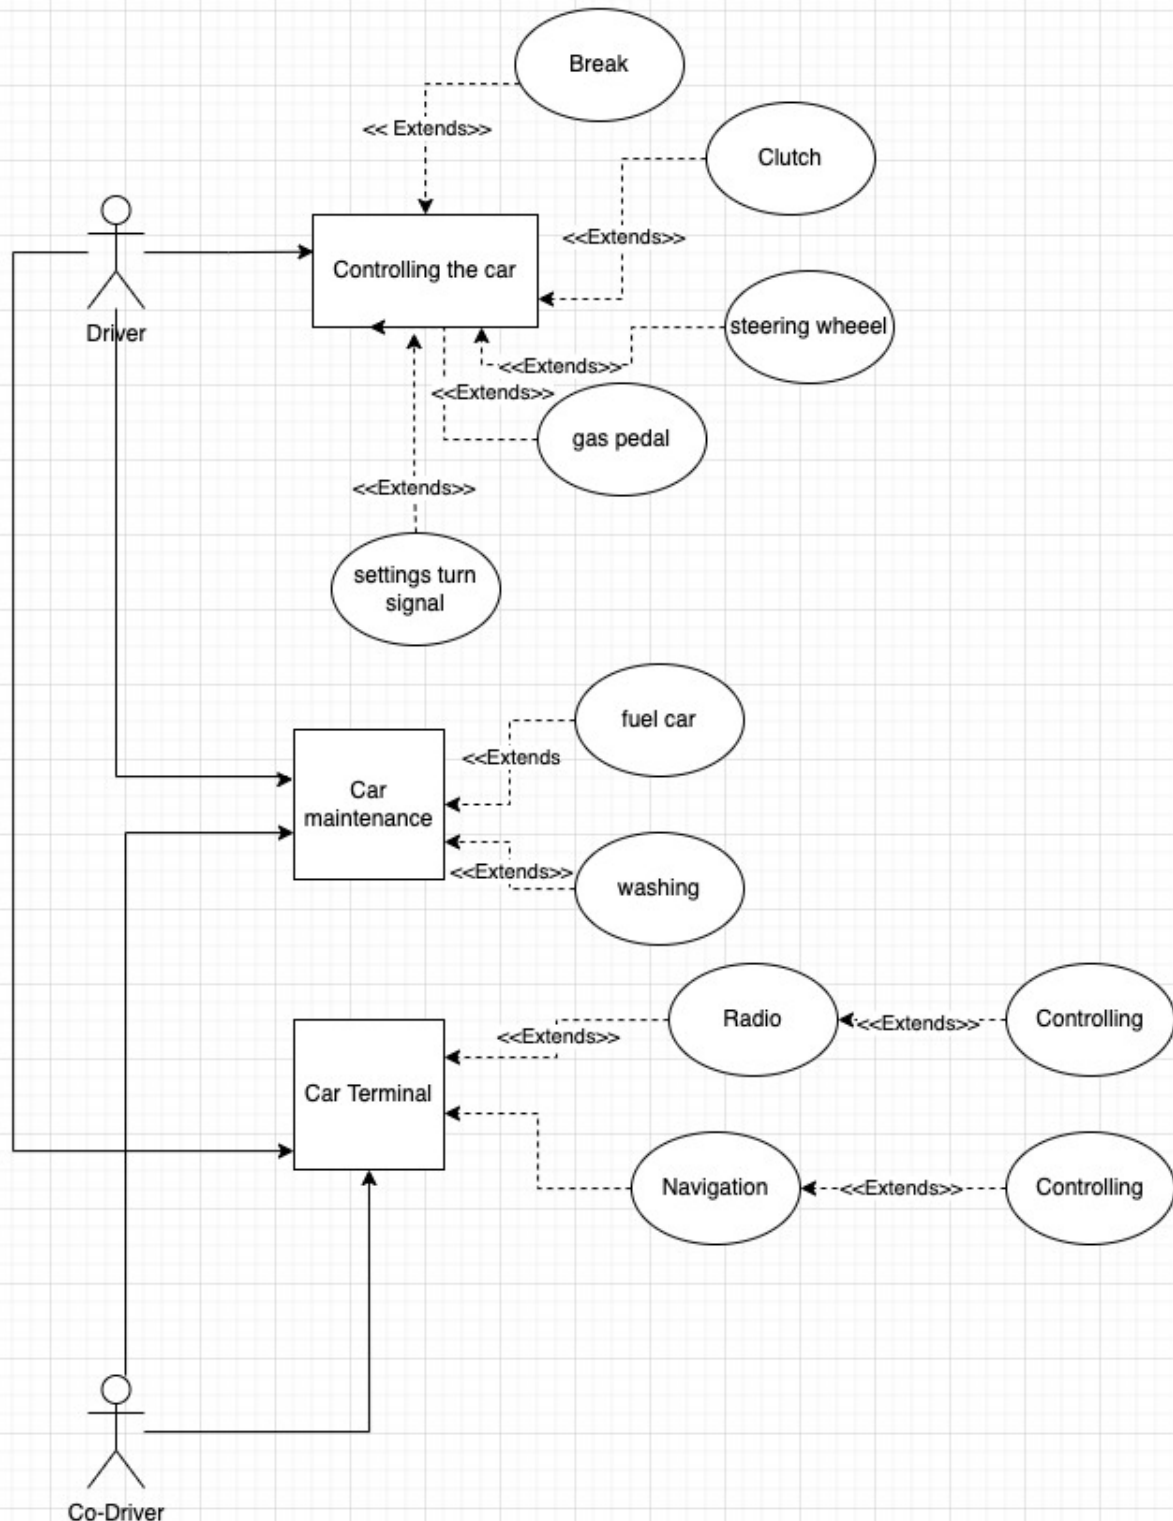 Break
<< Extends>>
Clutch
<<Extends>>
Controlling the car
Driver
steering wheeel
<<Extends>>
<<Extends>>
gas pedal
<<Extends>>
settings turn
signal
fuel car
<<Extends
Car
maintenance
<<Extends>>
washing
Radio
<<Extends>>
Controlling
<<Extends>>
Car Terminal
Navigation
<<Extends>>
Controlling
Co-Driver